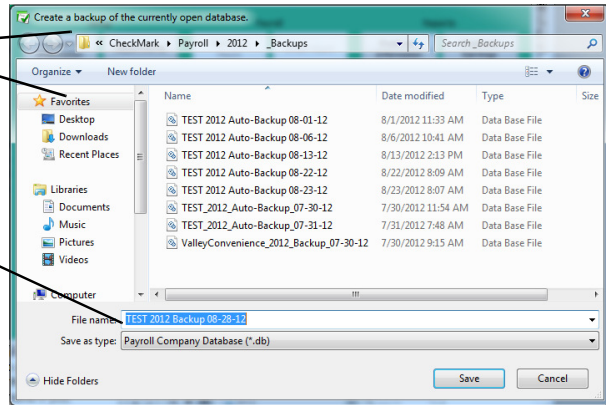 Create a backup of the currently open database.
« CheckMark ▸ Payroll ▸ 2012 ▸ _Backups
Search _Backups
Organize ▾ New folder
Name Date modified Type Size
Favorites
Desktop
Downloads
Recent Places
Libraries
Documents
Music
Pictures
Videos
Computer
TEST 2012 Auto-Backup 08-01-12 8/1/2012 11:33 AM Data Base File
TEST 2012 Auto-Backup 08-06-12 8/6/2012 10:41 AM Data Base File
TEST 2012 Auto-Backup 08-13-12 8/13/2012 2:13 PM Data Base File
TEST 2012 Auto-Backup 08-22-12 8/22/2012 8:09 AM Data Base File
TEST 2012 Auto-Backup 08-23-12 8/23/2012 8:07 AM Data Base File
TEST_2012_Auto-Backup_07-30-12 7/30/2012 11:54 AM Data Base File
TEST_2012_Auto-Backup_07-31-12 7/31/2012 7:48 AM Data Base File
ValleyConvenience_2012_Backup_07-30-12 7/30/2012 9:15 AM Data Base File
File name: TEST 2012 Backup 08-28-12
Save as type: Payroll Company Database (*.db)
Hide Folders
Save Cancel